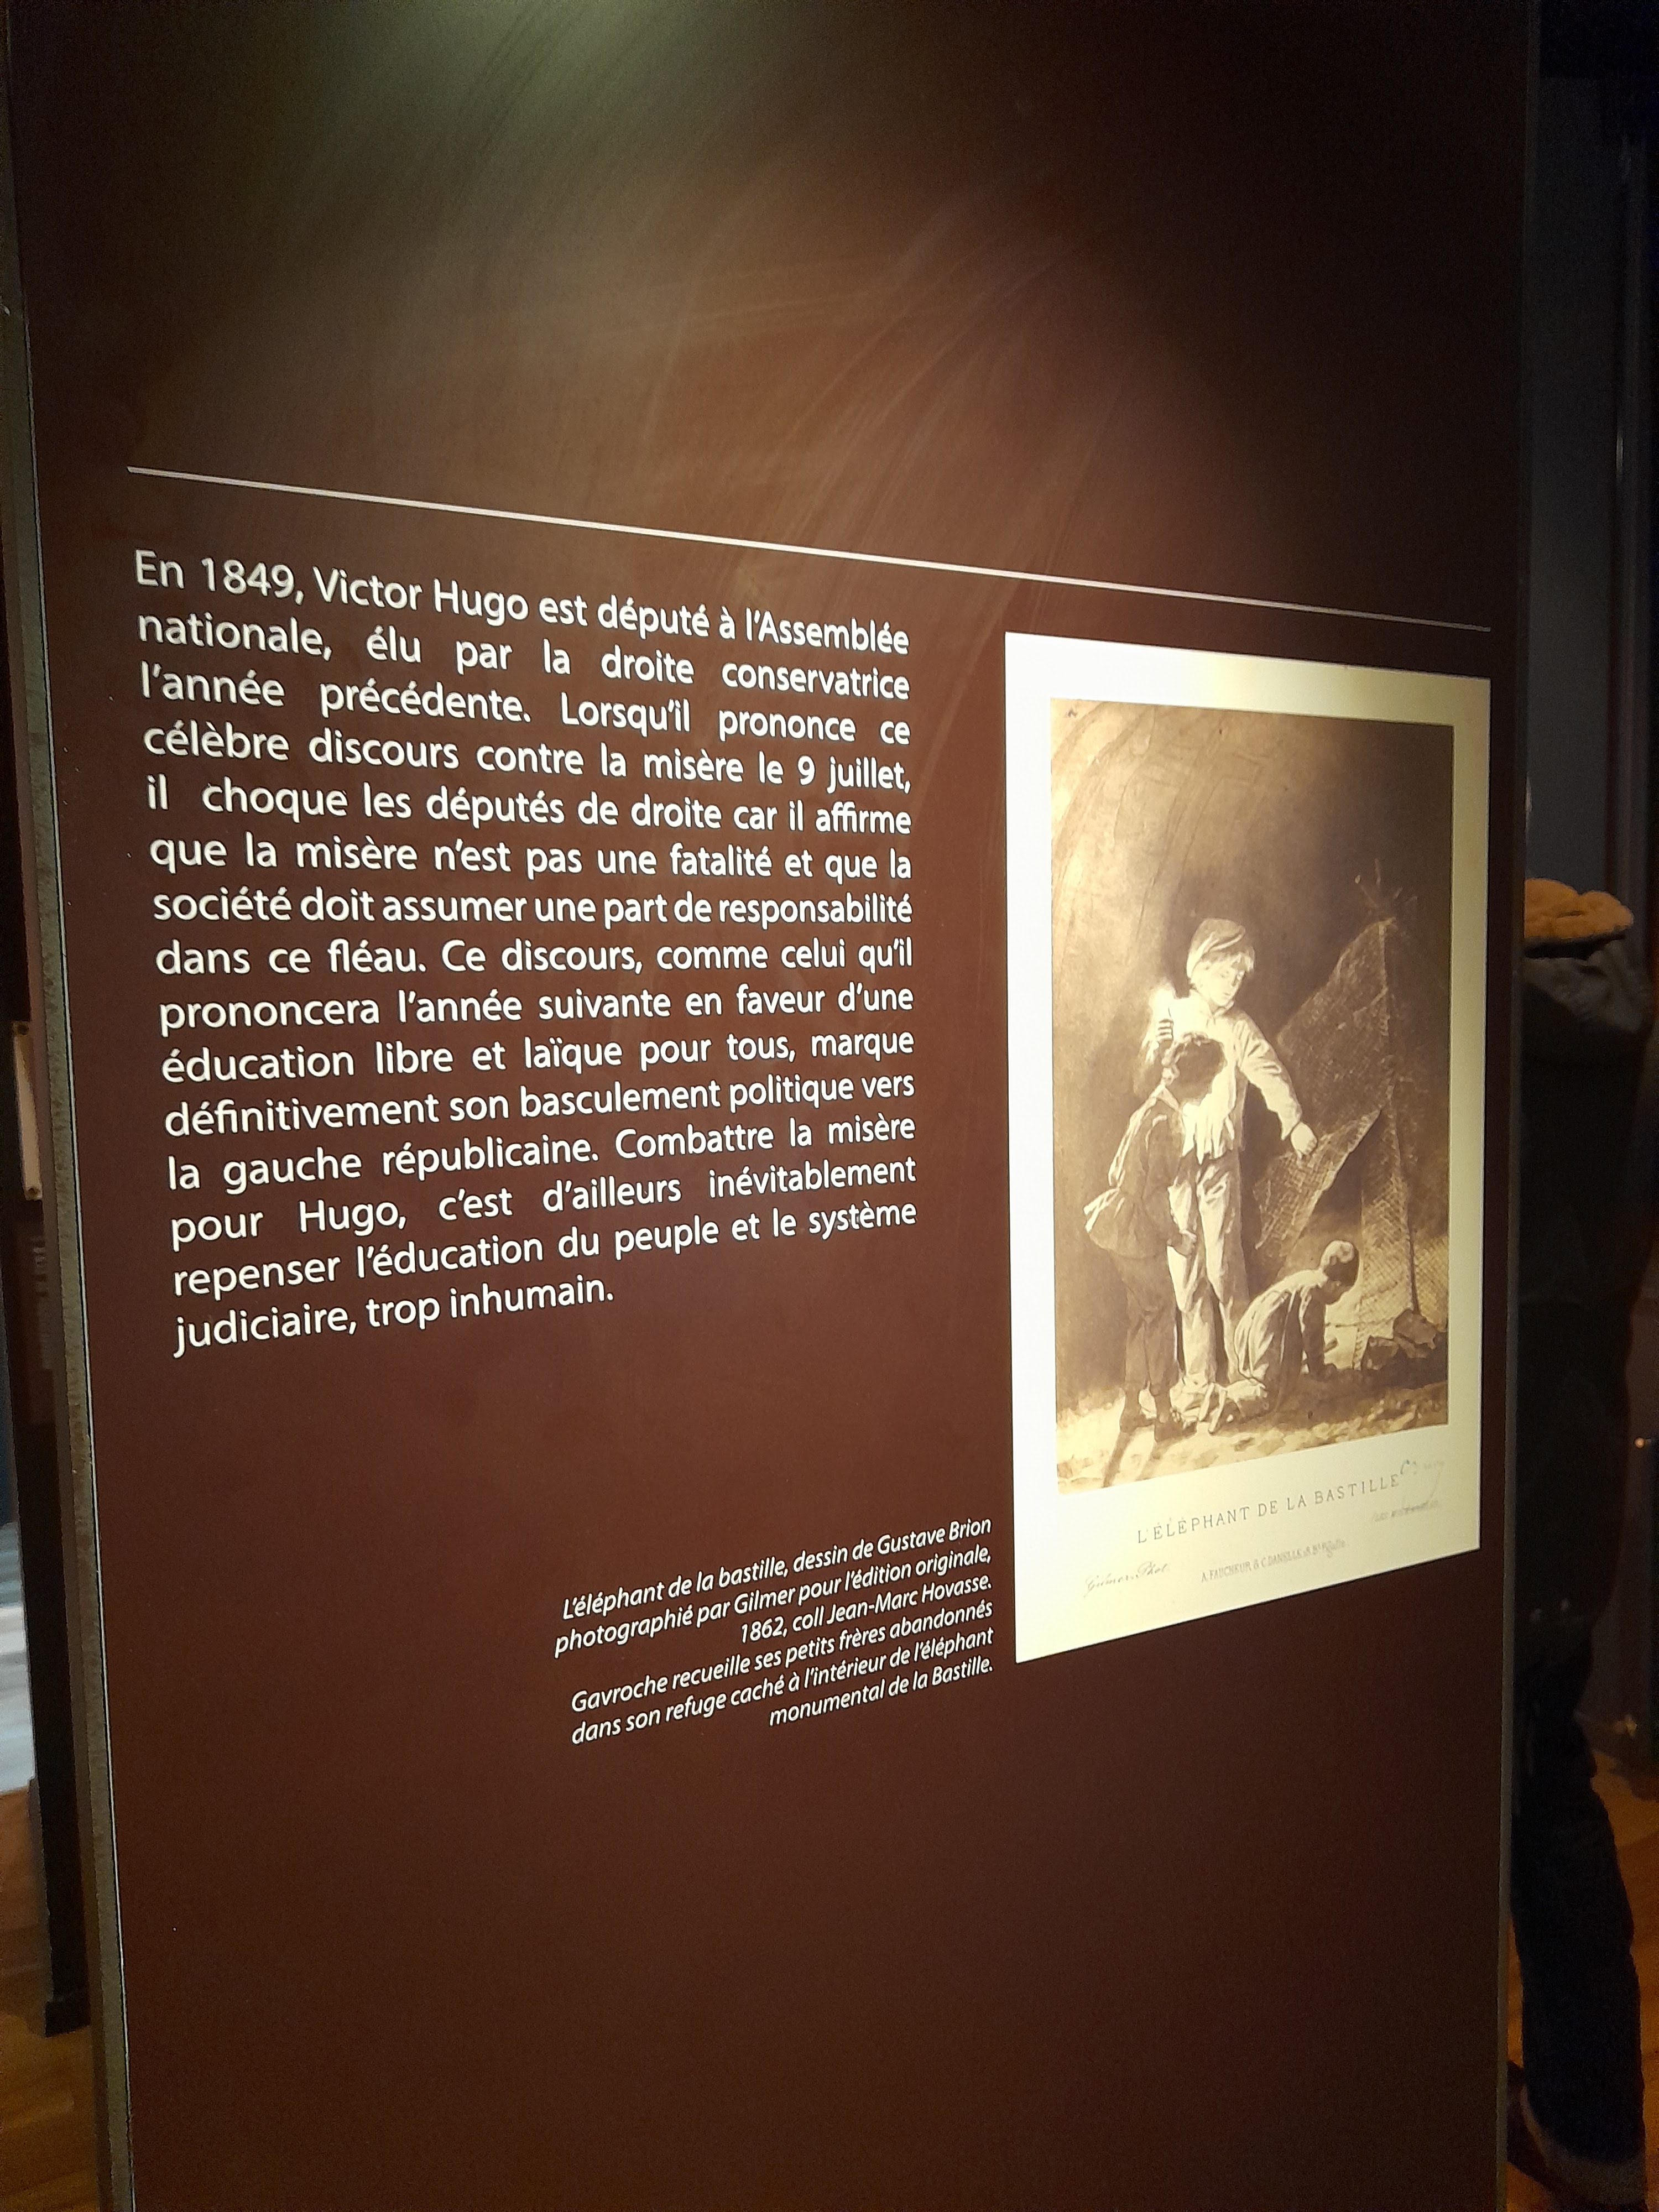 En 1849, Victor Hugo est député à l'Assemblée
nationale, élu par la droite conservatrice
l'année précédente. Lorsqu'il prononce ce
célèbre discours contre la misère le 9 juillet,
il choque les députés de droite car il affirme
que la misère n'est pas une fatalité et que la
société doit assumer une part de responsabilité
dans ce fléau. Ce discours, comme celui qu'il
prononcera l'année suivante en faveur d'une
éducation libre et laïque pour tous, marque
définitivement son basculement politique vers
la gauche républicaine. Combattre la misère
pour Hugo, c'est d'ailleurs inévitablement
repenser l'éducation du peuple et le système
judiciaire, trop inhumain.
L'ÉLÉPHANT DE LA BASTILLE
Gilmer. Phot.
A. FAUCHEUR & C. DANELLE
L'éléphant de la bastille, dessin de Gustave Brion
photographié par Gilmer pour l'édition originale,
1862, coll Jean-Marc Hovasse.
Gavroche recueille ses petits frères abandonnés
dans son refuge caché à l'intérieur de l'éléphant
monumental de la Bastille.